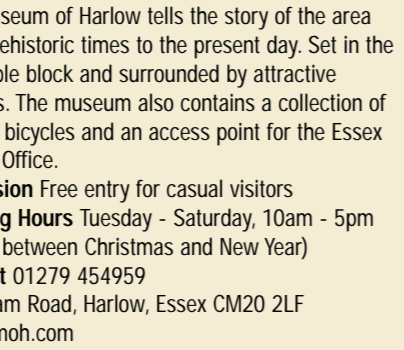 seum of Harlow tells the story of the area
ehistoric times to the present day. Set in the
ble block and surrounded by attractive
s. The museum also contains a collection of
bicycles and an access point for the Essex
Office.
sion Free entry for casual visitors
g Hours Tuesday - Saturday, 10am - 5pm
between Christmas and New Year)
t 01279 454959
am Road, Harlow, Essex CM20 2LF
moh.com